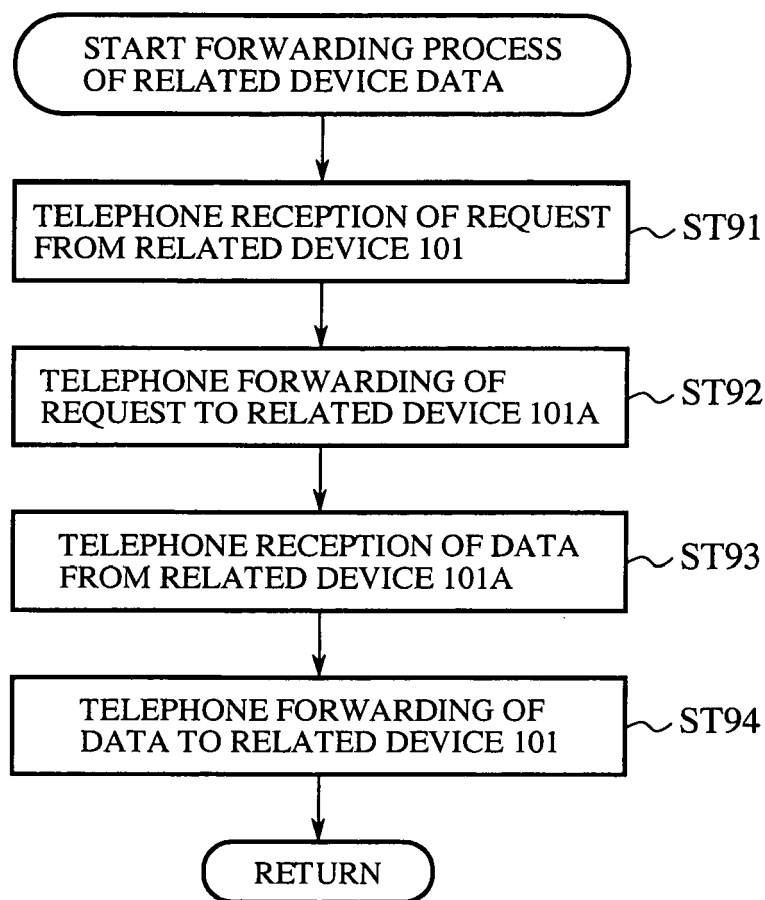 START FORWARDING PROCESS
OF RELATED DEVICE DATA
TELEPHONE RECEPTION OF REQUEST
FROM RELATED DEVICE 101
ST91
TELEPHONE FORWARDING OF
REQUEST TO RELATED DEVICE 101A
ST92
TELEPHONE RECEPTION OF DATA
FROM RELATED DEVICE 101A
ST93
TELEPHONE FORWARDING OF
DATA TO RELATED DEVICE 101
ST94
RETURN